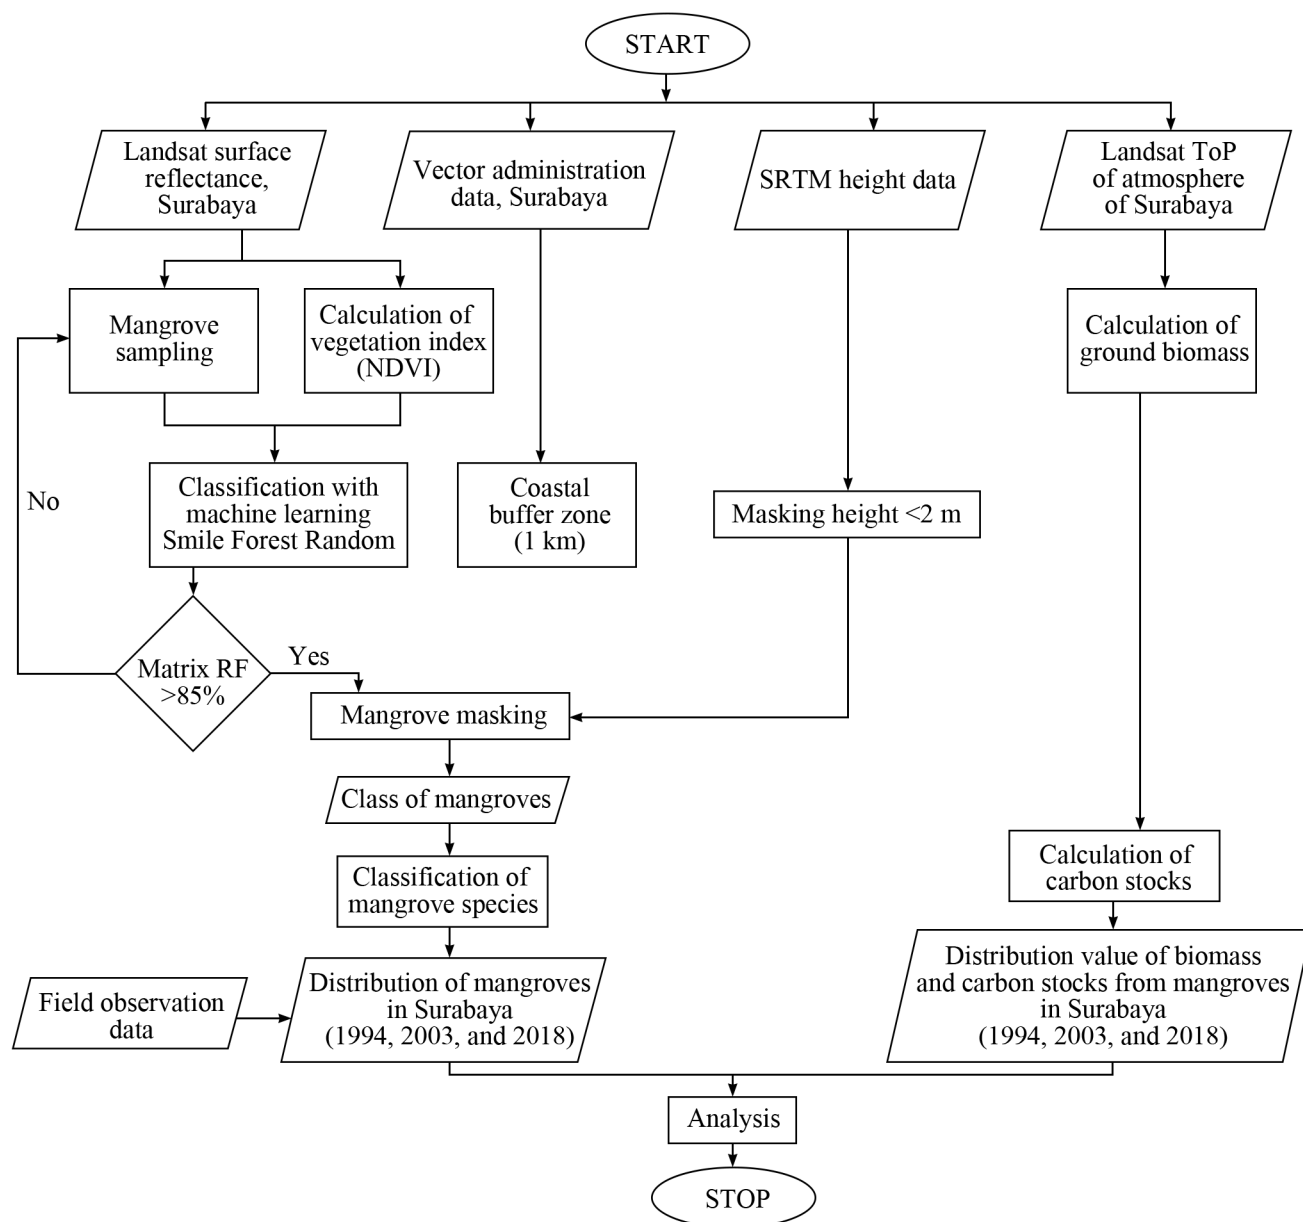 START
Landsat surface
reflectance,
Surabaya
Vector administration
data, Surabaya
SRTM height data
Landsat ToP
of atmosphere
of Surabaya
Mangrove
sampling
Calculation of
vegetation index
(NDVI)
Calculation of
ground biomass
No
Classification with
machine learning
Smile Forest Random
Coastal
buffer zone
(1 km)
Masking height <2 m
Matrix RF
>85%
Yes
Mangrove masking
Class of mangroves
Classification of
mangrove species
Calculation of
carbon stocks
Field observation
data
Distribution of mangroves
in Surabaya
(1994, 2003, and 2018)
Distribution value of biomass
and carbon stocks from mangroves
in Surabaya
(1994, 2003, and 2018)
Analysis
STOP